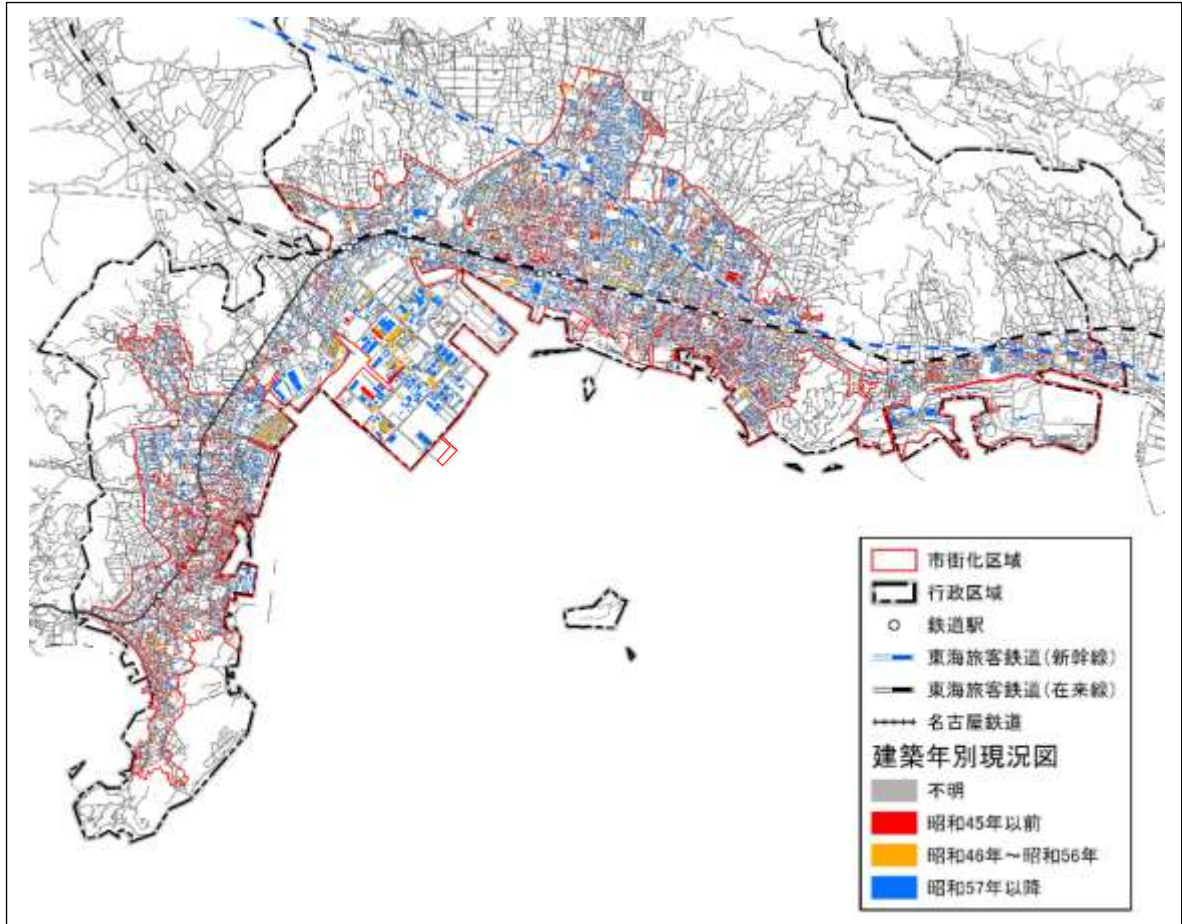 市街化区域
行政区域
鉄道駅
東海旅客鉄道(新幹線)
東海旅客鉄道(在来線)
名古屋鉄道
建築年別現況図
不明
昭和45年以前
昭和46年~昭和56年
昭和57年以降